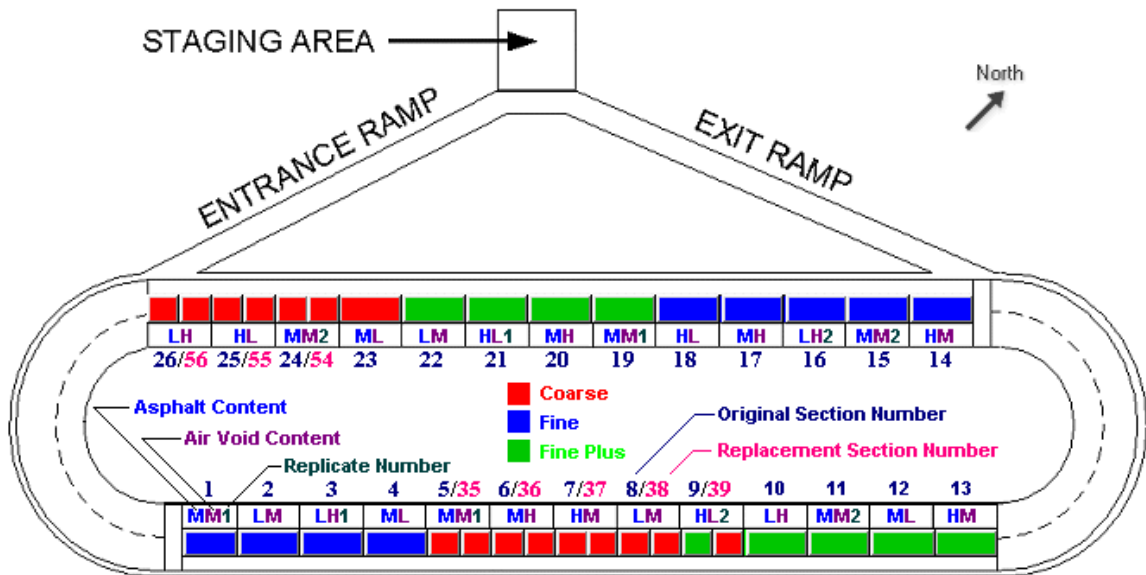 STAGING AREA
North
ENTRANCE RAMP
EXIT RAMP
LH HL MM2 ML LM HL1 MH MM1 HL MH LH2 MM2 HM
26/56 25/55 24/54 23 22 21 20 19 18 17 16 15 14
Coarse
Asphalt Content
Fine
Original Section Number
Air Void Content
Fine Plus
Replacement Section Number
Replicate Number
1 2 3 4 5/35 6/36 7/37 8/38 9/39 10 11 12 13
MM1 LM LH1 ML MM1 MH HM LM HL2 LH MM2 ML HM